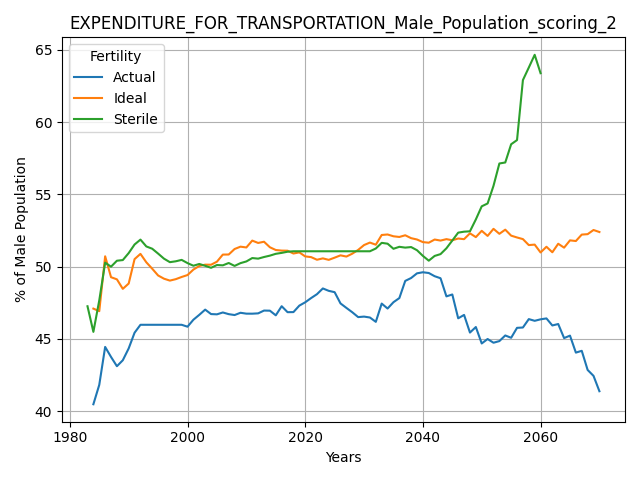 EXPENDITURE_FOR_TRANSPORTATION_Male_Population_scoring_2
Fertility
Actual
Ideal
Sterile
% of Male Population
65
60
55
50
45
40
1980
2000
2020
2040
2060
Years